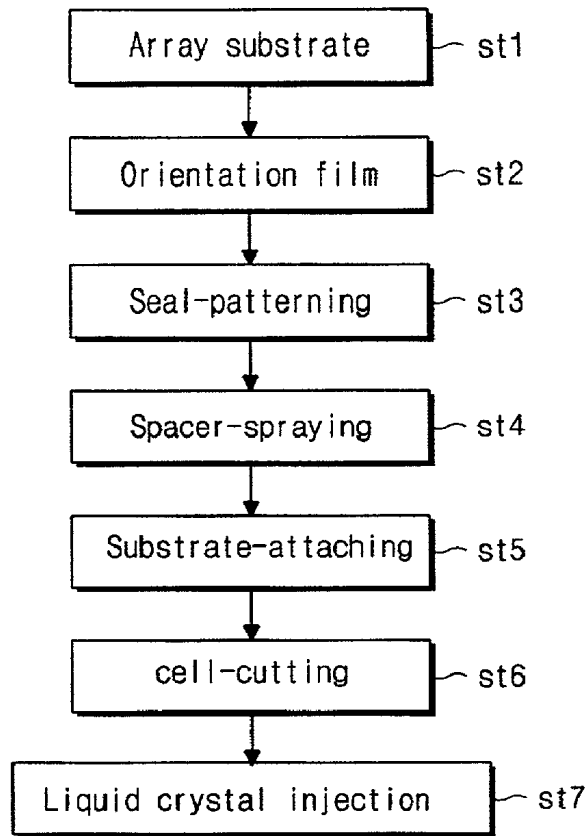 Array substrate st1
Orientation film st2
Seal-patterning st3
Spacer-spraying st4
Substrate-attaching st5
cell-cutting st6
Liquid crystal injection st7